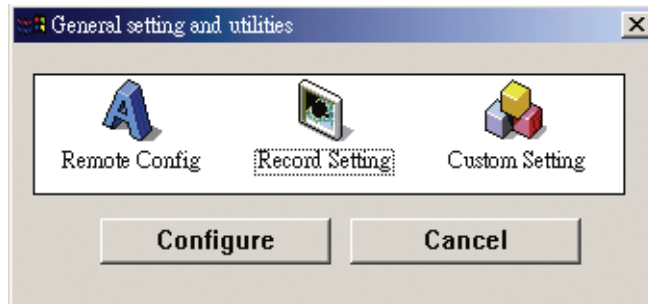 General setting and utilities
Remote Config Record Setting Custom Setting
Configure Cancel